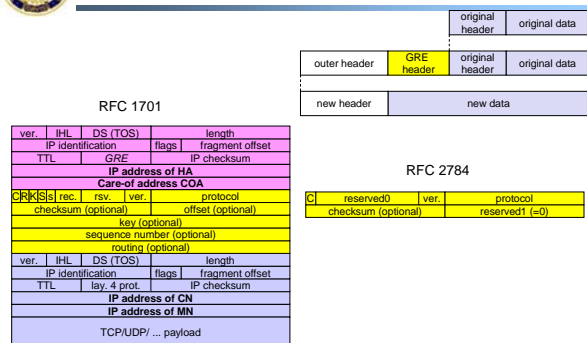 original header original data
outer header GRE header original header original data
new header new data
RFC 1701
ver. IHL DS (TOS) length
IP identification flags fragment offset
TTL GRE IP checksum
IP address of HA
Care-of address COA
C R K S s rec. rsv. ver. protocol
checksum (optional) offset (optional)
key (optional)
sequence number (optional)
routing (optional)
ver. IHL DS (TOS) length
IP identification flags fragment offset
TTL lay. 4 prot. IP checksum
IP address of CN
IP address of MN
TCP/UDP/ ... payload
RFC 2784
C reserved0 ver. protocol
checksum (optional) reserved1 (=0)